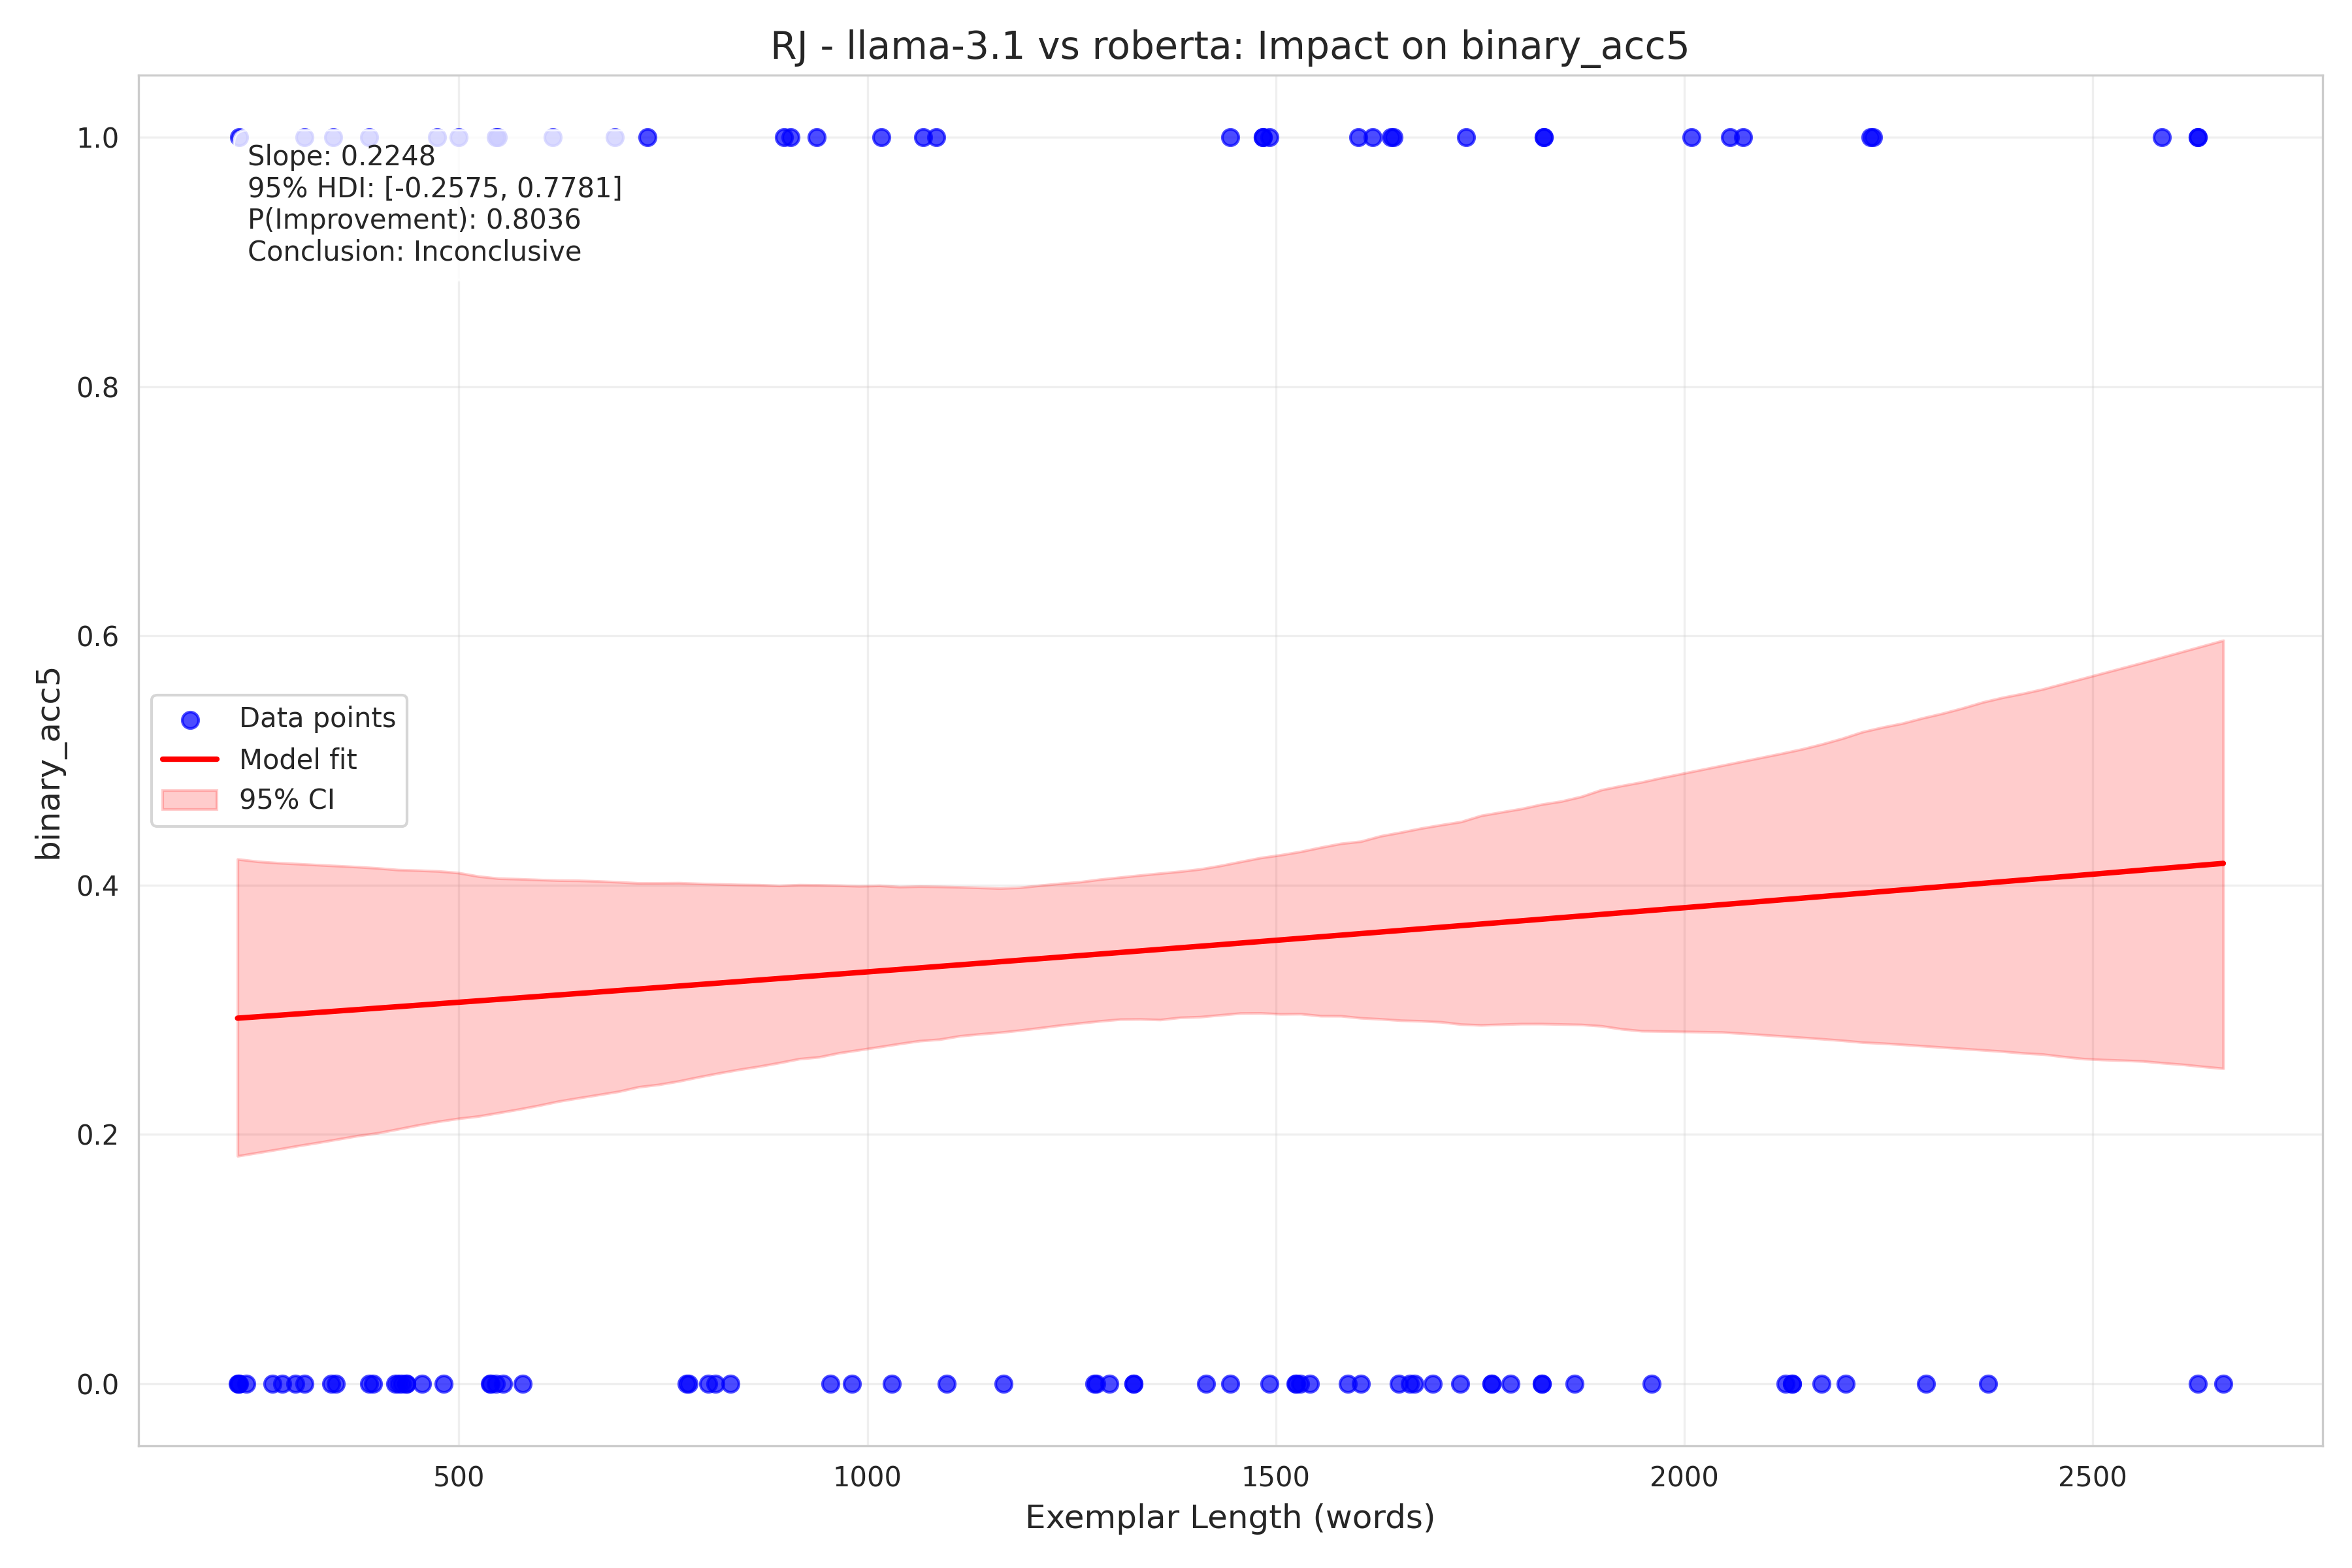 RJ - llama-3.1 vs roberta: Impact on binary_acc5
1.0
Slope: 0.2248
95% HDI: [-0.2575, 0.7781]
P(Improvement): 0.8036
Conclusion: Inconclusive
0.8
0.6
binary_acc5
Data points
Model fit
95% CI
0.4
0.2
0.0
500 1000 1500 2000 2500
Exemplar Length (words)